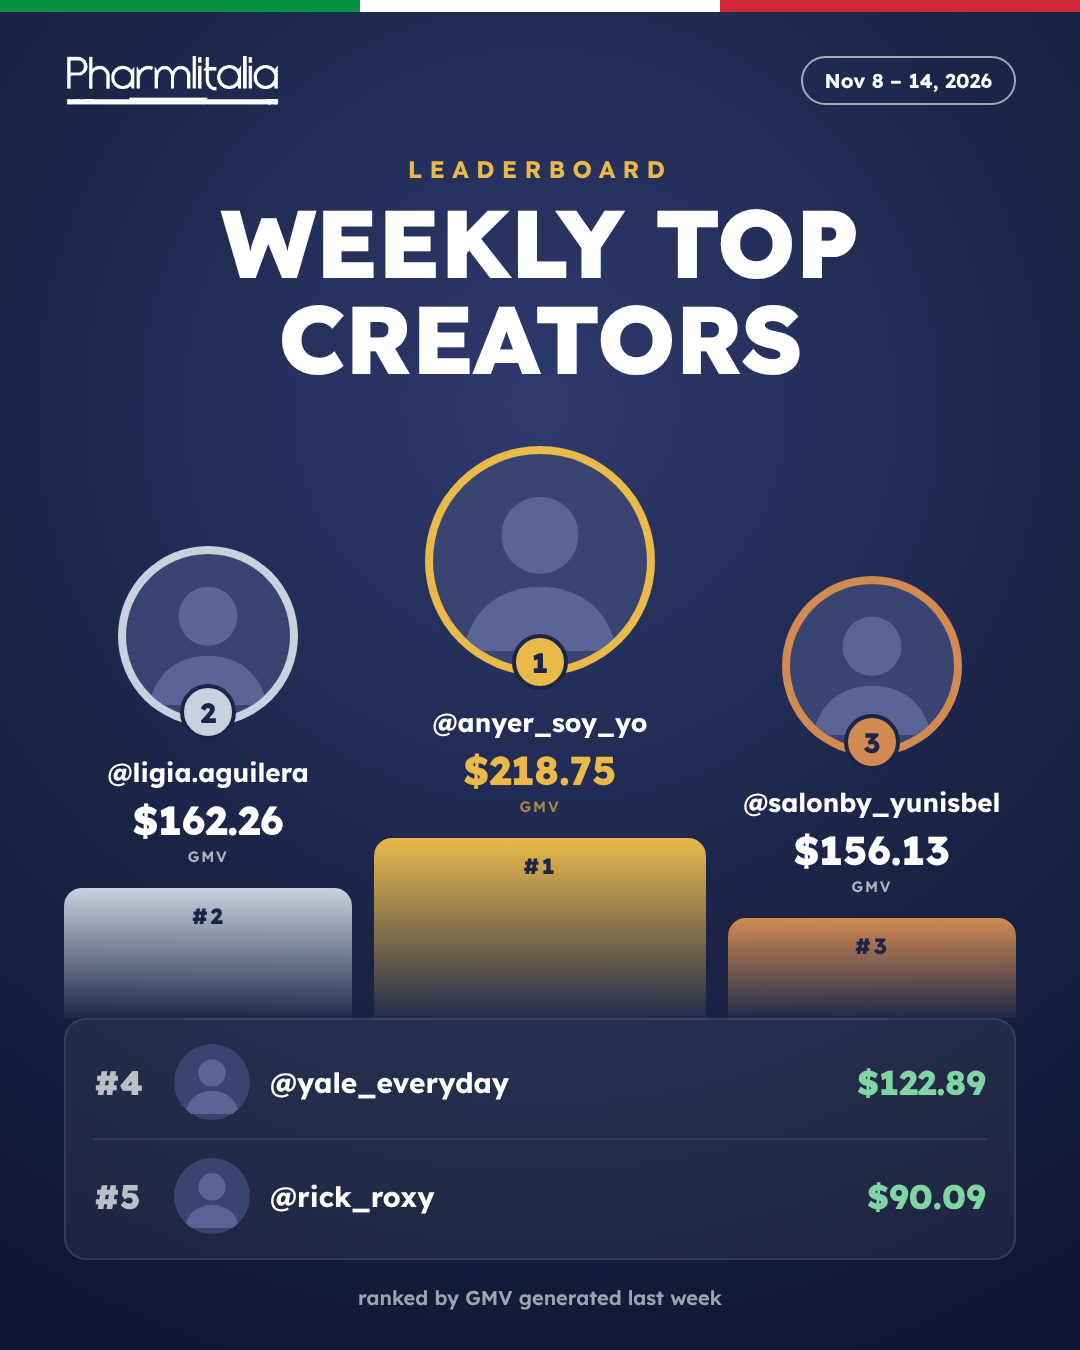 Pharmlitalia
Nov 8 – 14, 2026
LEADERBOARD
WEEKLY TOP
CREATORS
1
@anyer_soy_yo
$218.75
GMV
#1
2
@ligia.aguilera
$162.26
GMV
#2
3
@salonby_yunisbel
$156.13
GMV
#3
#4 @yale_everyday $122.89
#5 @rick_roxy $90.09
ranked by GMV generated last week